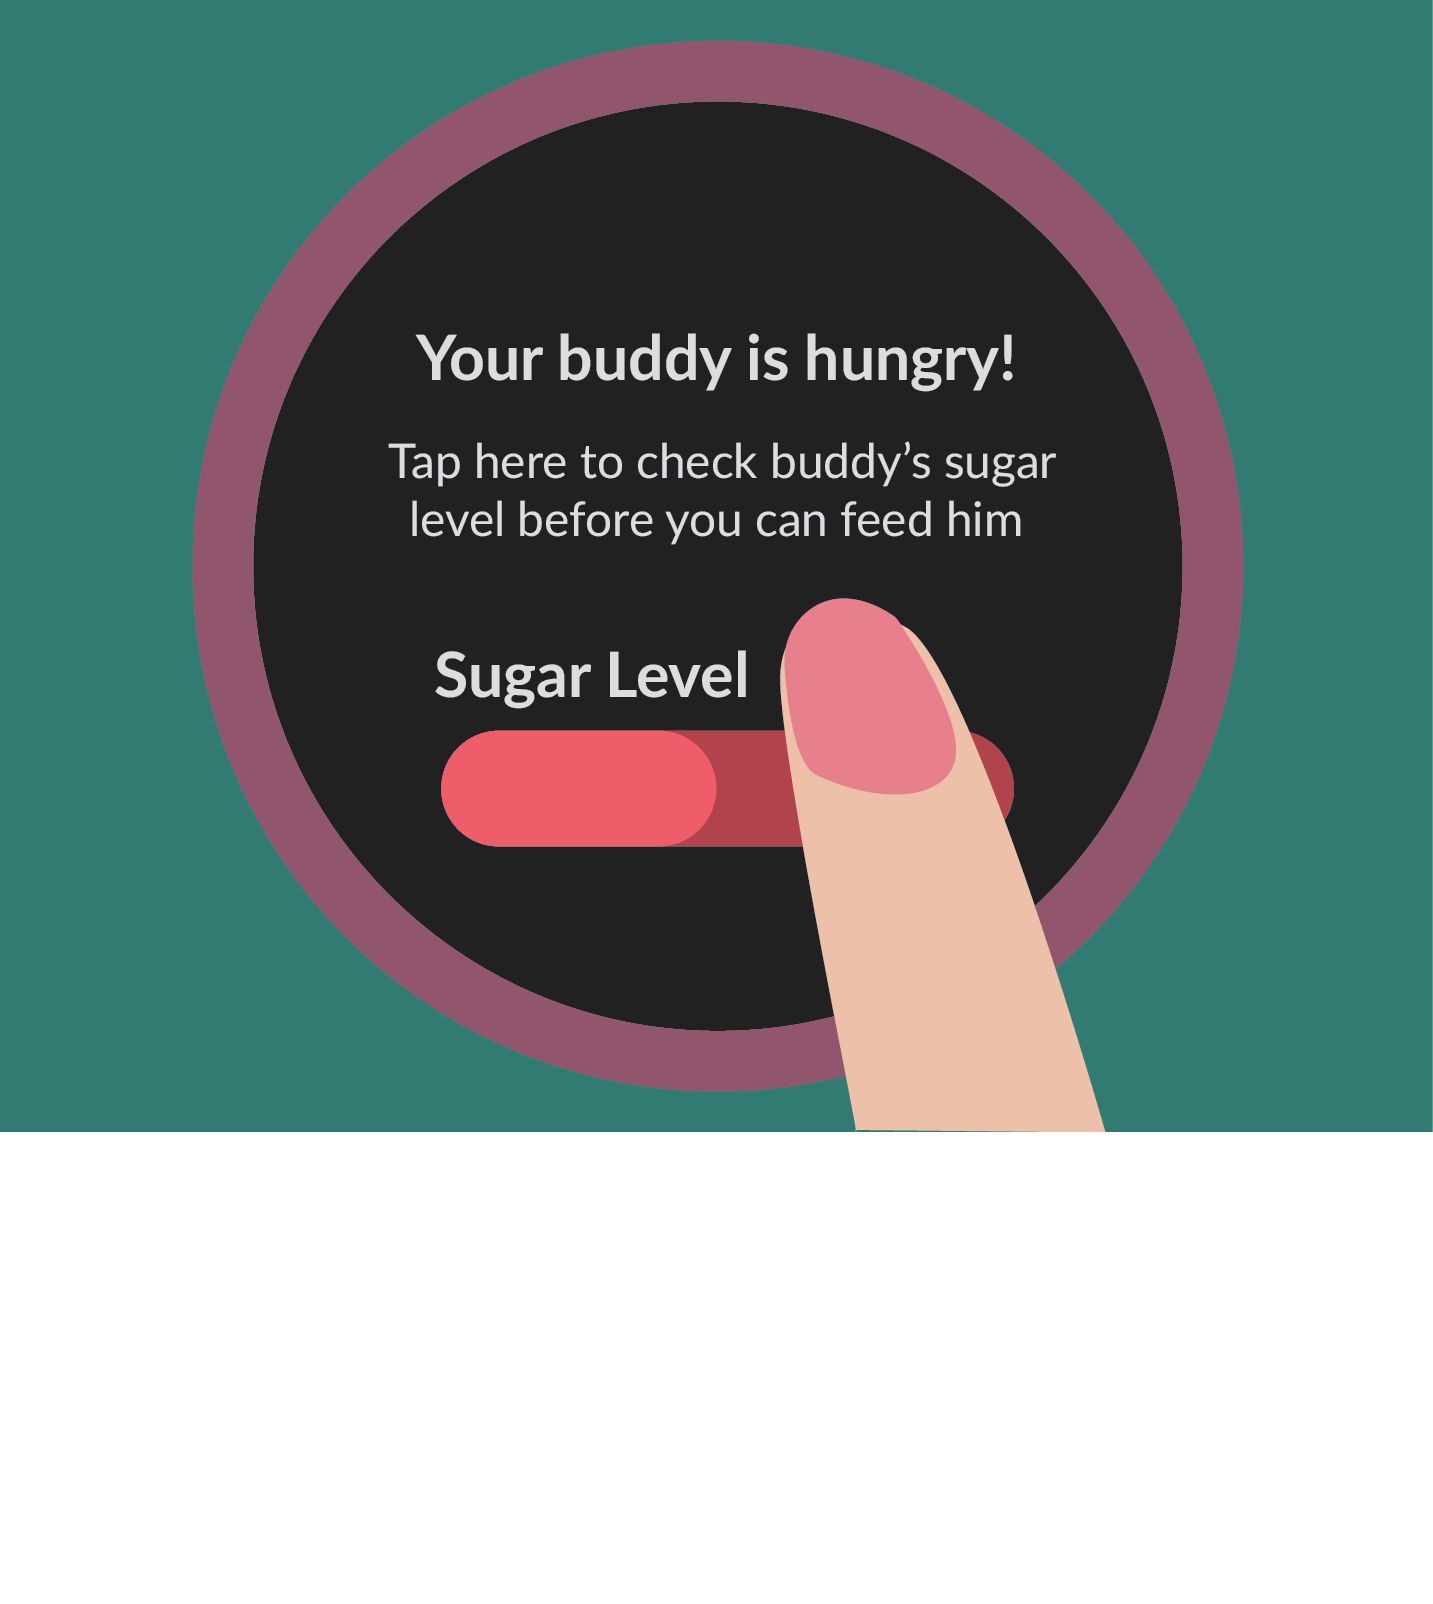 Your buddy is hungry!
Tap here to check buddy’s sugar
level before you can feed him
Sugar Level